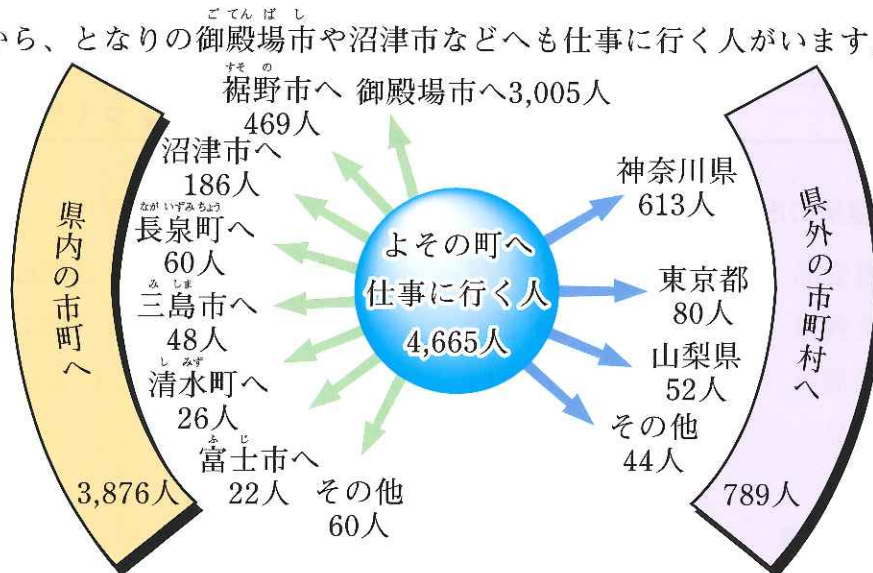 ら、となりの御殿場市や沼津市などへも仕事に行く人がいます
ごてんばし
すその
裾野市へ
469人
御殿場市へ3,005人
沼津市へ
186人
ながいずみちょう
長泉町へ
60人
みしま
三島市へ
48人
しみず
清水町へ
26人
ふじ
富士市へ
22人
その他
60人
県内の市町へ
3,876人
よその町へ
仕事に行く人
4,665人
神奈川県
613人
東京都
80人
山梨県
52人
その他
44人
県外の市町村へ
789人